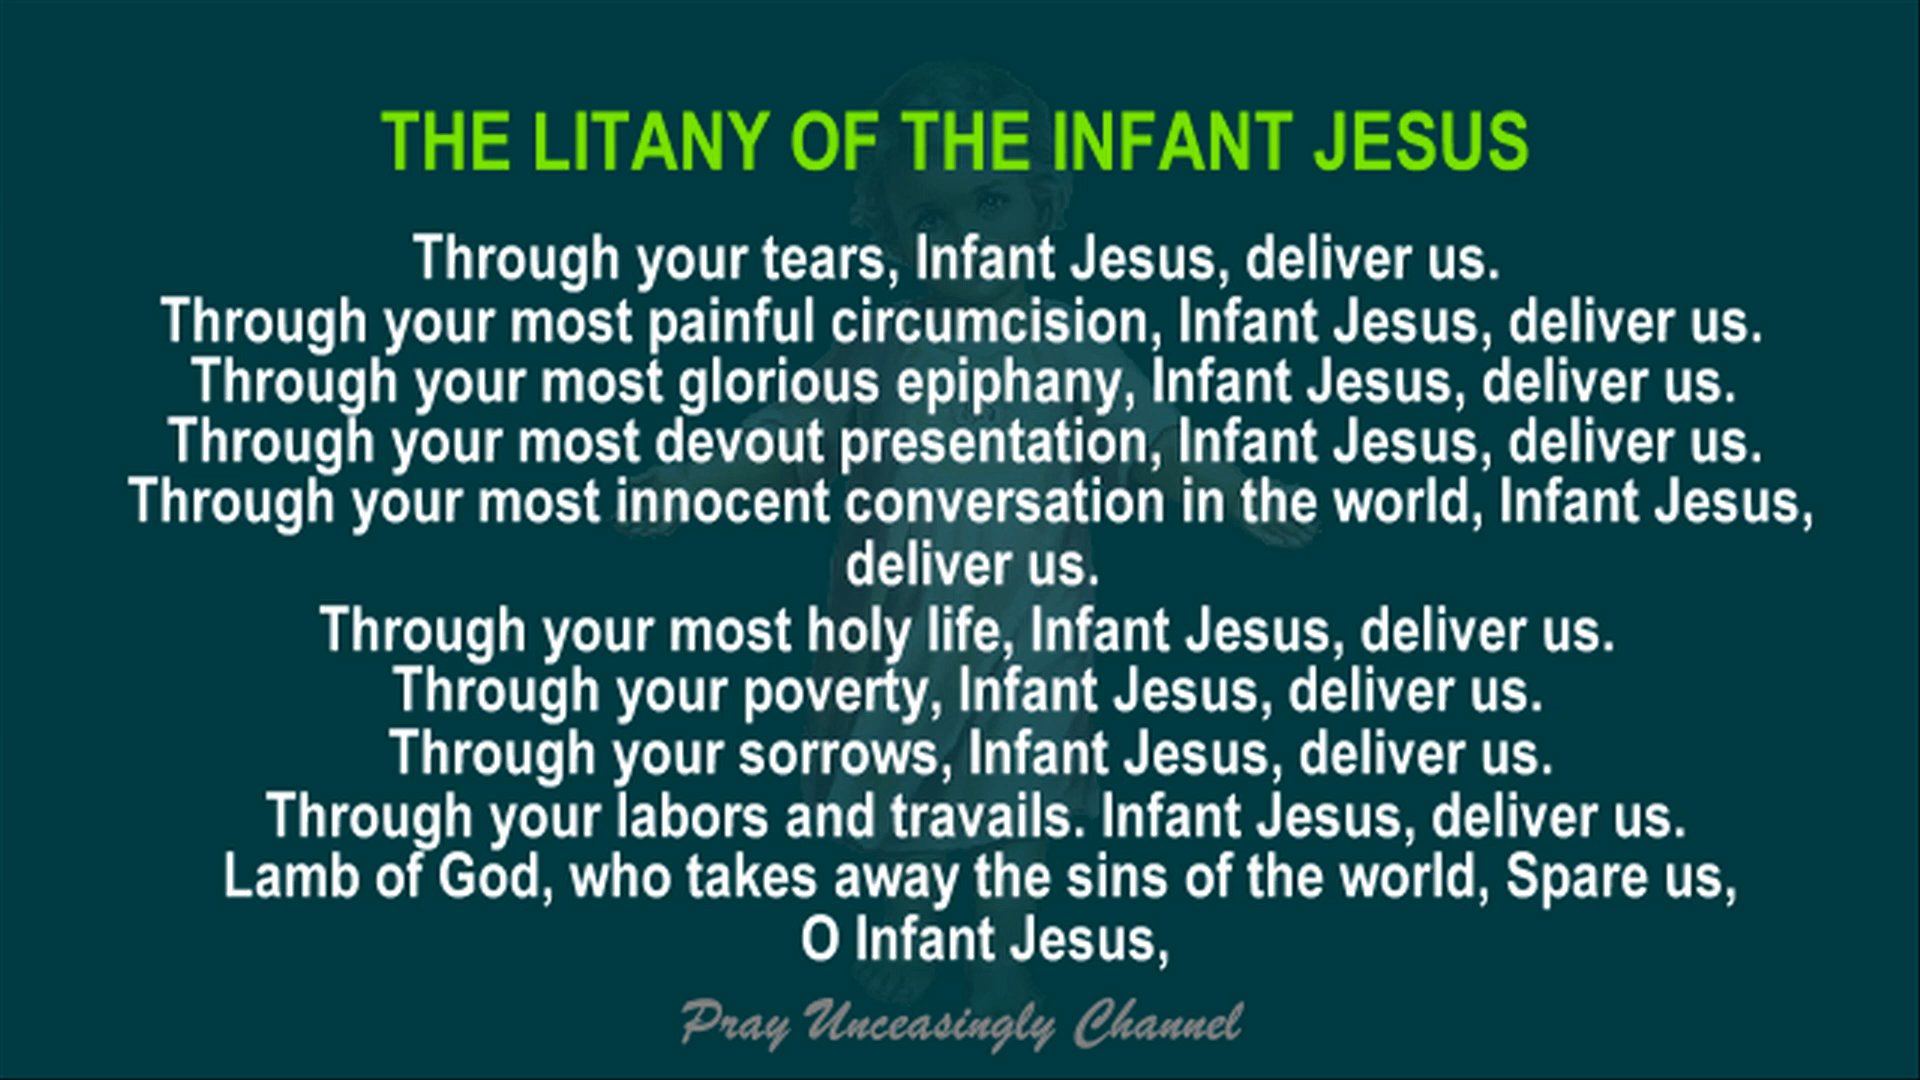 THE LITANY OF THE INFANT JESUS
Through your tears, Infant Jesus, deliver us.
Through your most painful circumcision, Infant Jesus, deliver us.
Through your most glorious epiphany, Infant Jesus, deliver us.
Through your most devout presentation, Infant Jesus, deliver us.
Through your most innocent conversation in the world, Infant Jesus,
deliver us.
Through your most holy life, Infant Jesus, deliver us.
Through your poverty, Infant Jesus, deliver us.
Through your sorrows, Infant Jesus, deliver us.
Through your labors and travails. Infant Jesus, deliver us.
Lamb of God, who takes away the sins of the world, Spare us,
O Infant Jesus,
Pray Unceasingly Channel